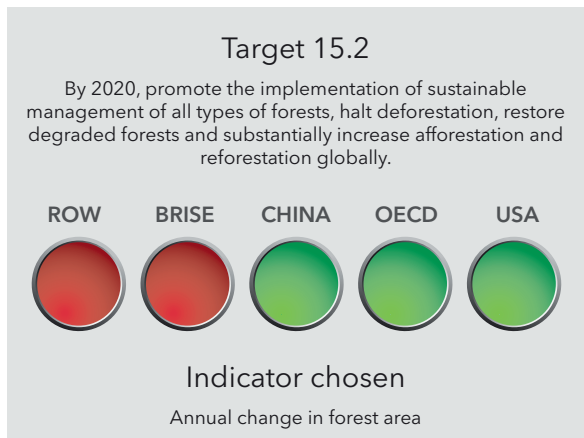 Target 15.2
By 2020, promote the implementation of sustainable
management of all types of forests, halt deforestation, restore
degraded forests and substantially increase afforestation and
reforestation globally.
ROW BRISE CHINA OECD USA
Indicator chosen
Annual change in forest area